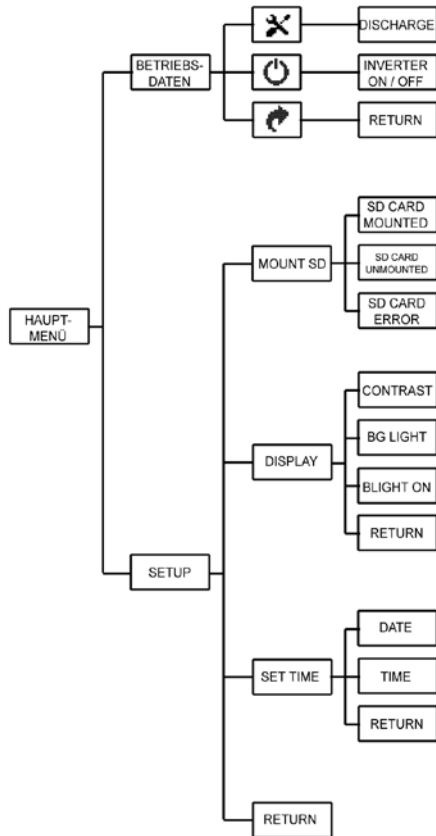 DISCHARGE
BETRIEBS-
DATEN
INVERTER
ON / OFF
RETURN
SD CARD
MOUNTED
MOUNT SD
SD CARD
UNMOUNTED
SD CARD
ERROR
HAUPT-
MENÜ
CONTRAST
BG LIGHT
DISPLAY
BLIGHT ON
RETURN
SETUP
DATE
SET TIME
TIME
RETURN
RETURN